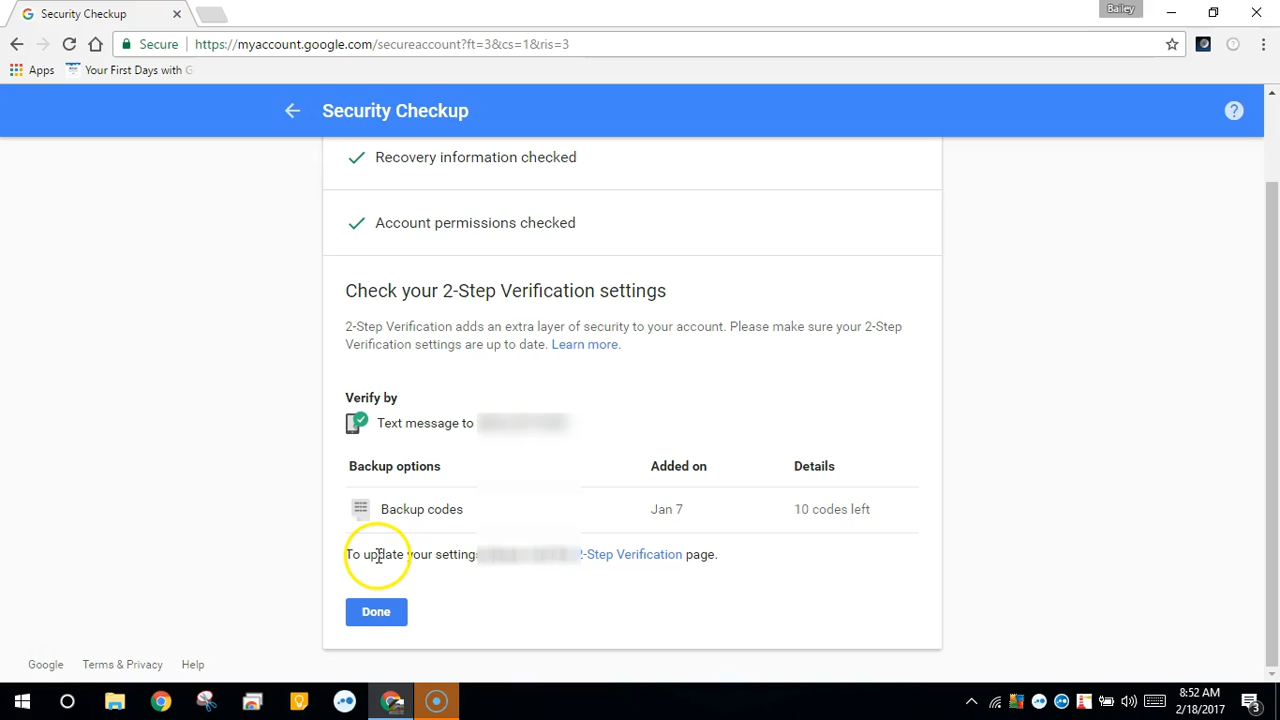 Security Checkup
Bailey
Secure
https://myaccount.google.com/secureaccount?ft=3&cs=1&ris=3
Apps
Your First Days with G
Security Checkup
Recovery information checked
Account permissions checked
Check your 2-Step Verification settings
2-Step Verification adds an extra layer of security to your account. Please make sure your 2-Step
Verification settings are up to date. Learn more.
Verify by
Text message to
Backup options Added on Details
Backup codes Jan 7 10 codes left
To update your settings 2-Step Verification page.
Done
Google Terms & Privacy Help
8:52 AM
2/18/2017
3